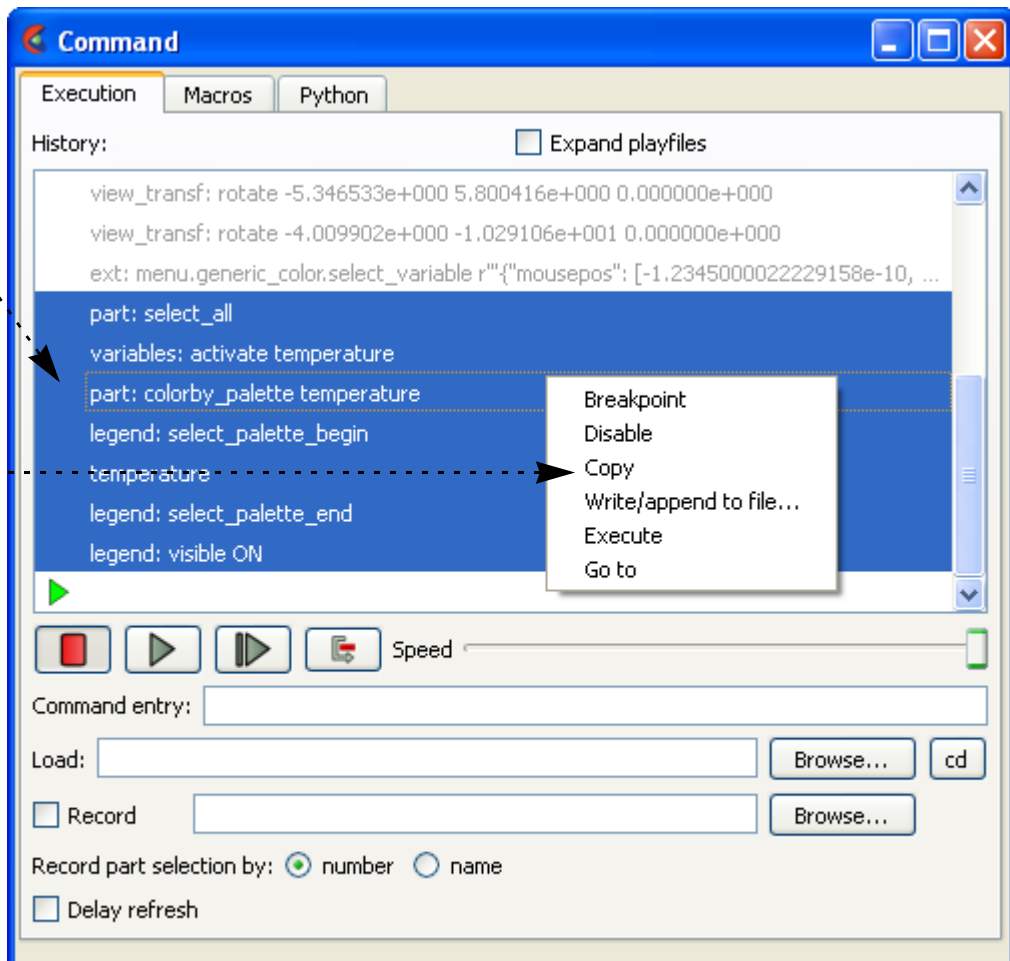 Command
Execution Macros Python
History: Expand playfiles
view_transf: rotate -5.346533e+000 5.800416e+000 0.000000e+000
view_transf: rotate -4.009902e+000 -1.029106e+001 0.000000e+000
ext: menu.generic_color.select_variable r'''{"mousepos": [-1.2345000022229158e-10, ...
part: select_all
variables: activate temperature
part: colorby_palette temperature
legend: select_palette_begin
temperature
legend: select_palette_end
legend: visible ON
Breakpoint
Disable
Copy
Write/append to file...
Execute
Go to
Speed
Command entry:
Load: Browse... cd
Record Browse...
Record part selection by: number name
Delay refresh